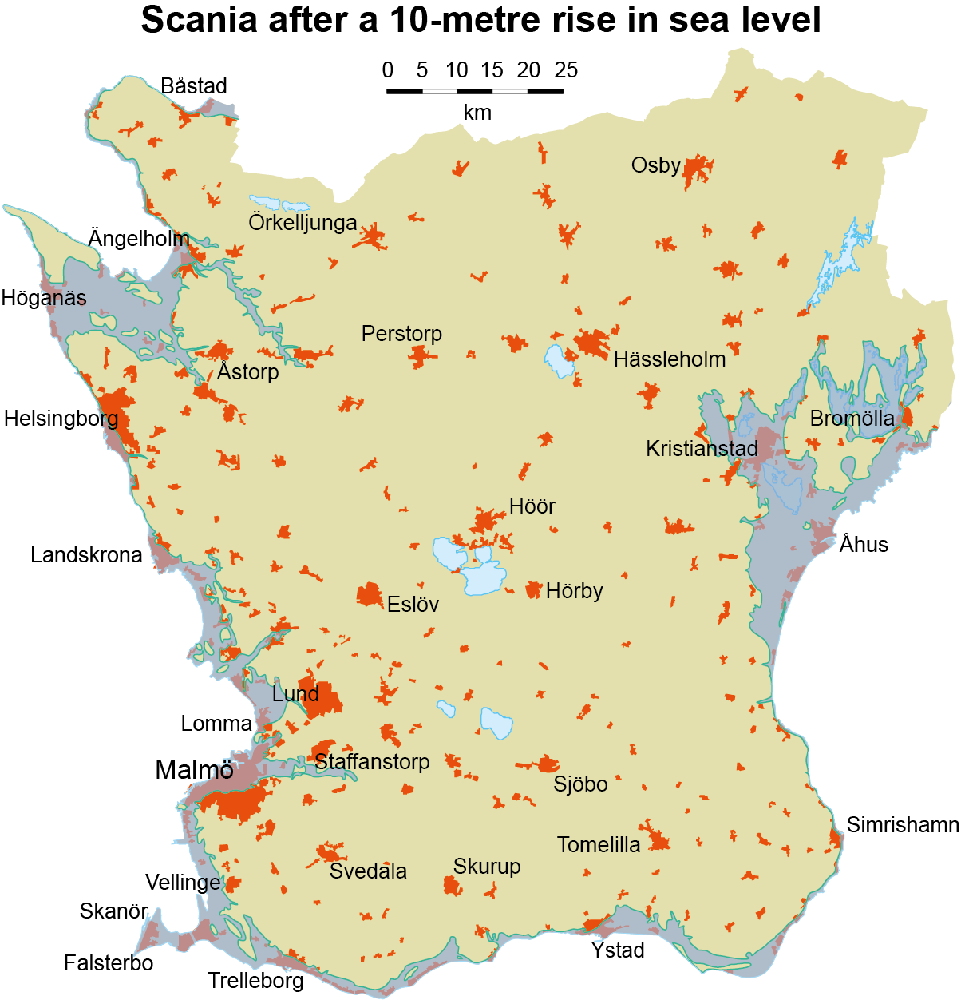 Scania after a 10-metre rise in sea level
0 5 10 15 20 25
km
Båstad
Osby
Örkelljunga
Ängelholm
Höganäs
Perstorp
Hässleholm
Åstorp
Helsingborg
Bromölla
Kristianstad
Höör
Åhus
Landskrona
Hörby
Eslöv
Lund
Lomma
Staffanstorp
Malmö
Sjöbo
Simrishamn
Tomelilla
Svedala
Skurup
Vellinge
Skanör
Ystad
Falsterbo
Trelleborg